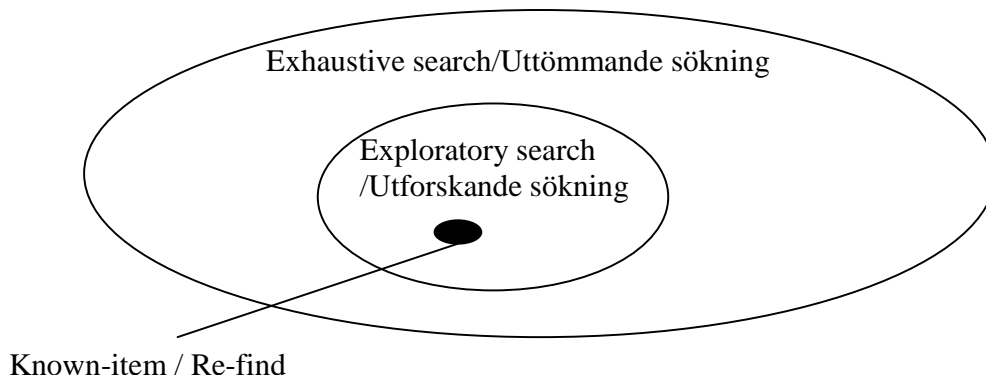 Exhaustive search/Uttömmande sökning
Exploratory search
/Utforskande sökning
Known-item / Re-find